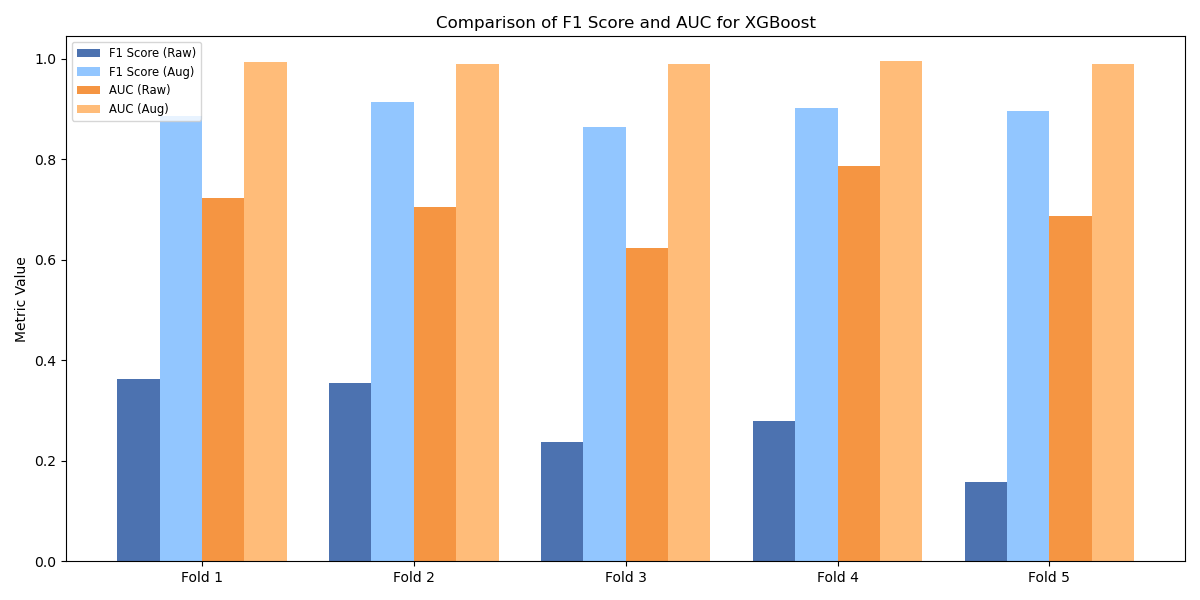 Comparison of F1 Score and AUC for XGBoost
F1 Score (Raw)
F1 Score (Aug)
AUC (Raw)
AUC (Aug)
Metric Value
1.0
0.8
0.6
0.4
0.2
0.0
Fold 1
Fold 2
Fold 3
Fold 4
Fold 5